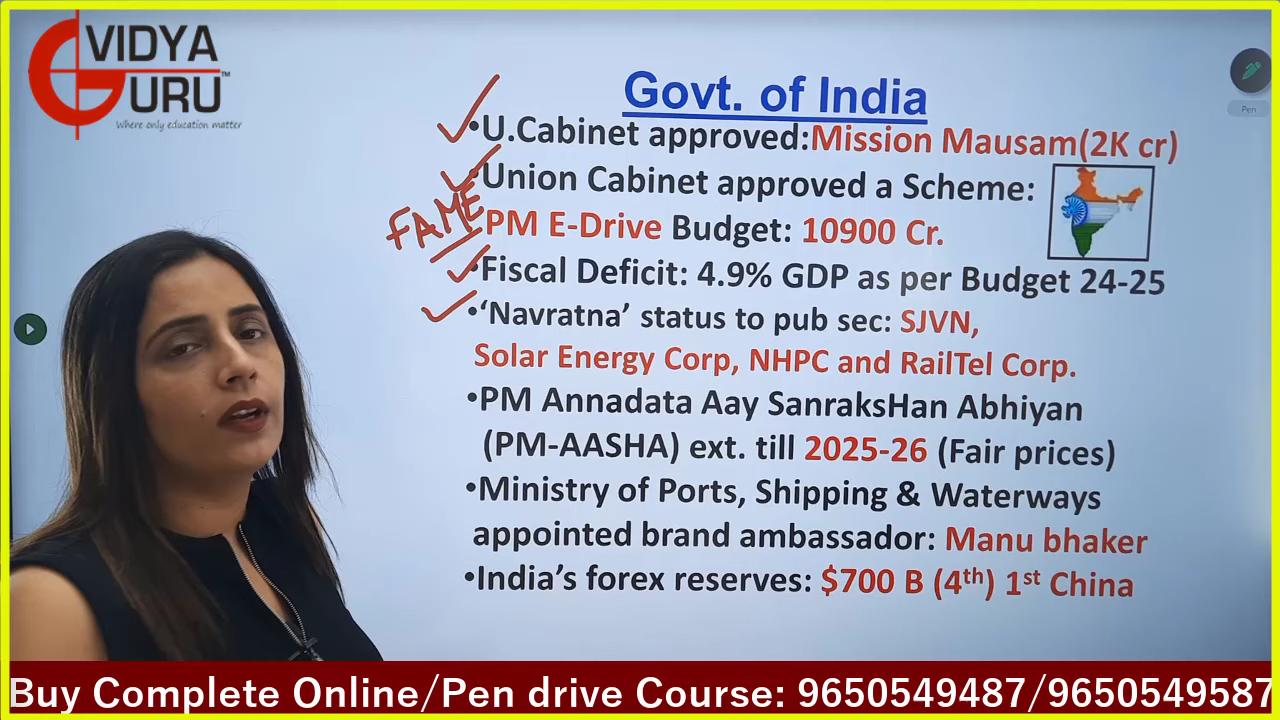 VIDYA
GURU™
Where only education matter
Govt. of India
Pen
•U.Cabinet approved:Mission Mausam(2K cr)
•Union Cabinet approved a Scheme:
FAME
PM E-Drive Budget: 10900 Cr.
•Fiscal Deficit: 4.9% GDP as per Budget 24-25
•‘Navratna’ status to pub sec: SJVN,
Solar Energy Corp, NHPC and RailTel Corp.
•PM Annadata Aay SanraksHan Abhiyan
(PM-AASHA) ext. till 2025-26 (Fair prices)
•Ministry of Ports, Shipping & Waterways
appointed brand ambassador: Manu bhaker
•India’s forex reserves: $700 B (4th) 1st China
Buy Complete Online/Pen drive Course: 9650549487/9650549587